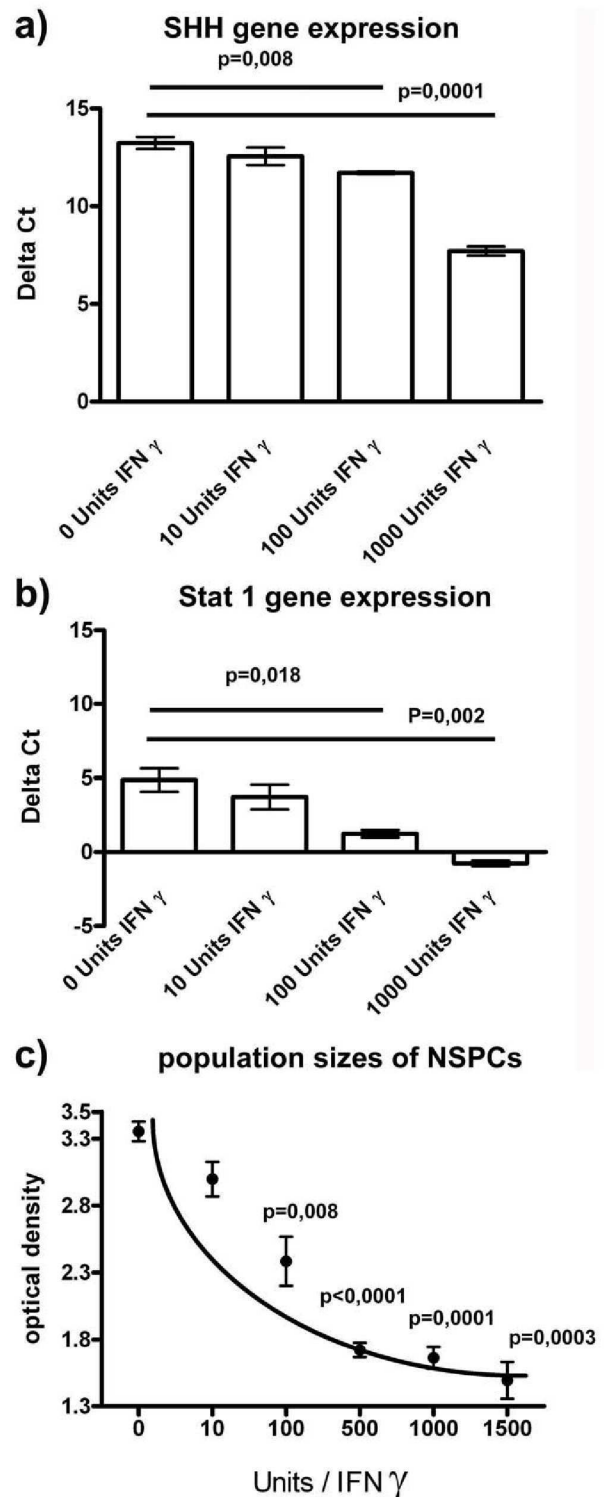 a)
SHH gene expression
p=0,008
p=0,0001
15
10
5
0
Delta Ct
0 Units IFN γ
10 Units IFN γ
100 Units IFN γ
1000 Units IFN γ
b)
Stat 1 gene expression
15
10
5
0
-5
Delta Ct
p=0,018
P=0,002
0 Units IFN γ
10 Units IFN γ
100 Units IFN γ
1000 Units IFN γ
c)
population sizes of NSPCs
3.5
3.3
2.8
2.3
1.8
1.3
optical density
p=0,008
p<0,0001
p=0,0001
p=0,0003
0 10 100 500 1000 1500
Units / IFN γ